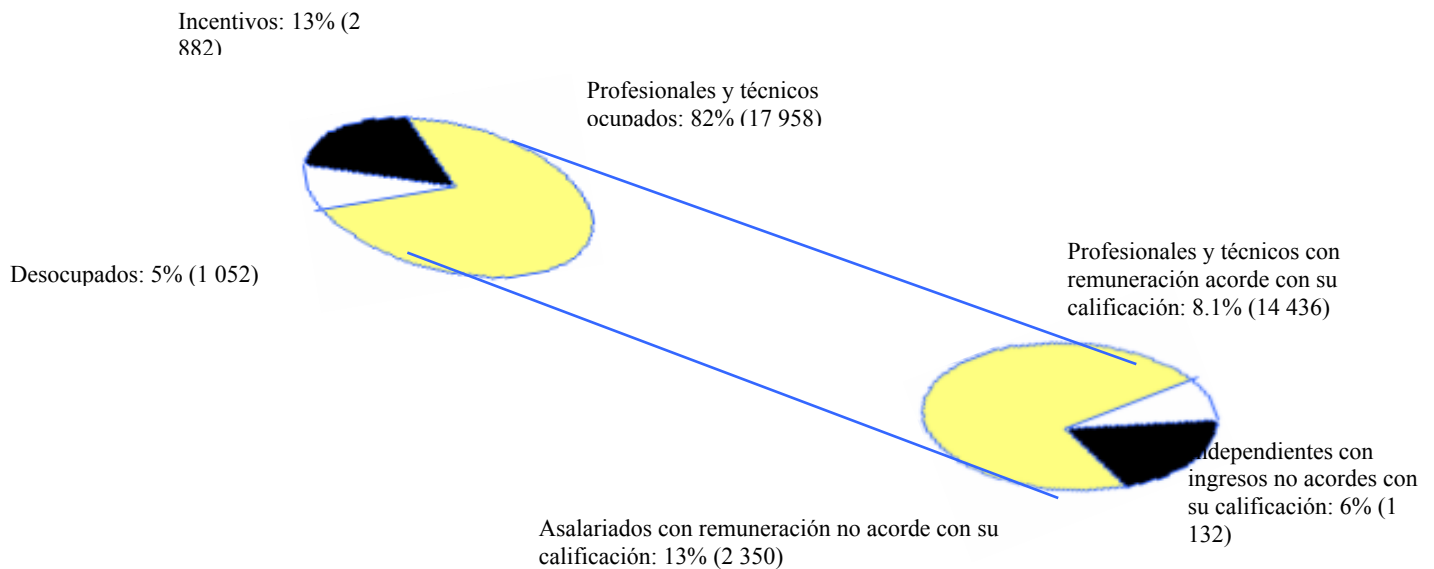 Incentivos: 13% (2
882)
Profesionales y técnicos
ocupados: 82% (17 958)
Desocupados: 5% (1 052)
Profesionales y técnicos con
remuneración acorde con su
calificación: 8.1% (14 436)
Independientes con
ingresos no acordes con
su calificación: 6% (1
132)
Asalariados con remuneración no acorde con su
calificación: 13% (2 350)